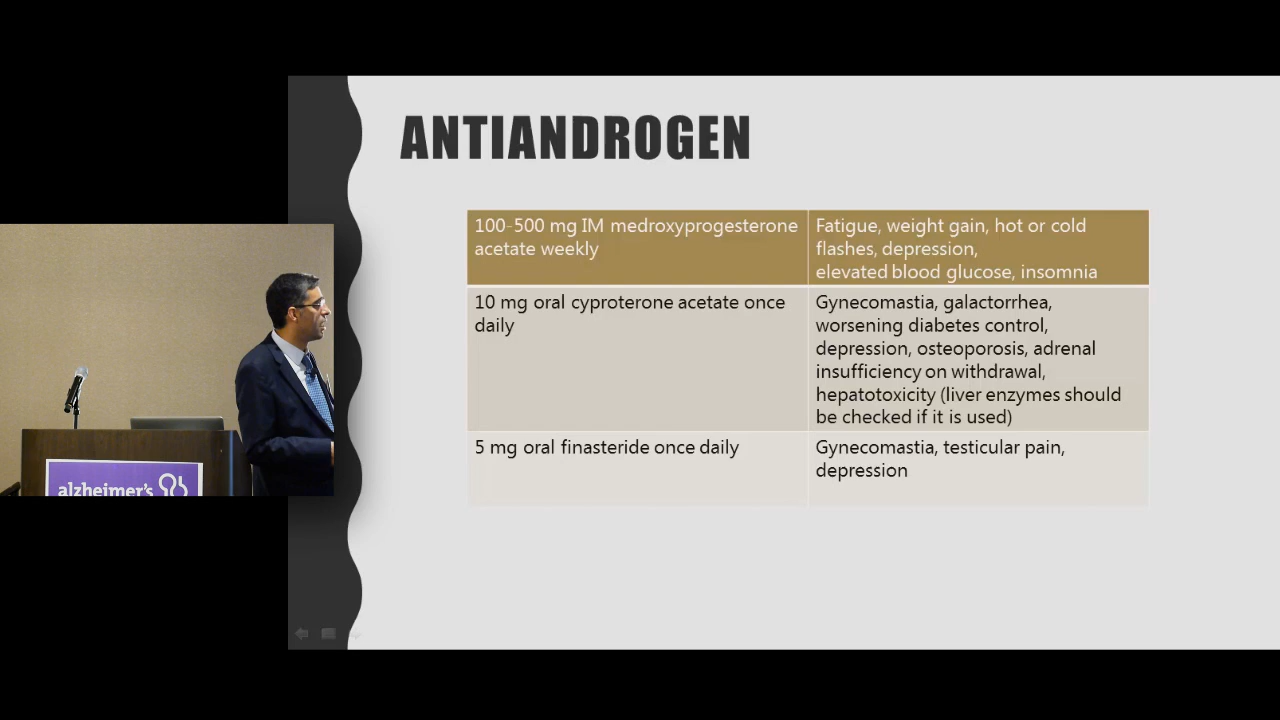 ANTIANDROGEN
100-500 mg IM medroxyprogesterone
acetate weekly
Fatigue, weight gain, hot or cold
flashes, depression,
elevated blood glucose, insomnia
10 mg oral cyproterone acetate once
daily
Gynecomastia, galactorrhea,
worsening diabetes control,
depression, osteoporosis, adrenal
insufficiency on withdrawal,
hepatotoxicity (liver enzymes should
be checked if it is used)
5 mg oral finasteride once daily
Gynecomastia, testicular pain,
depression
alzheimer's